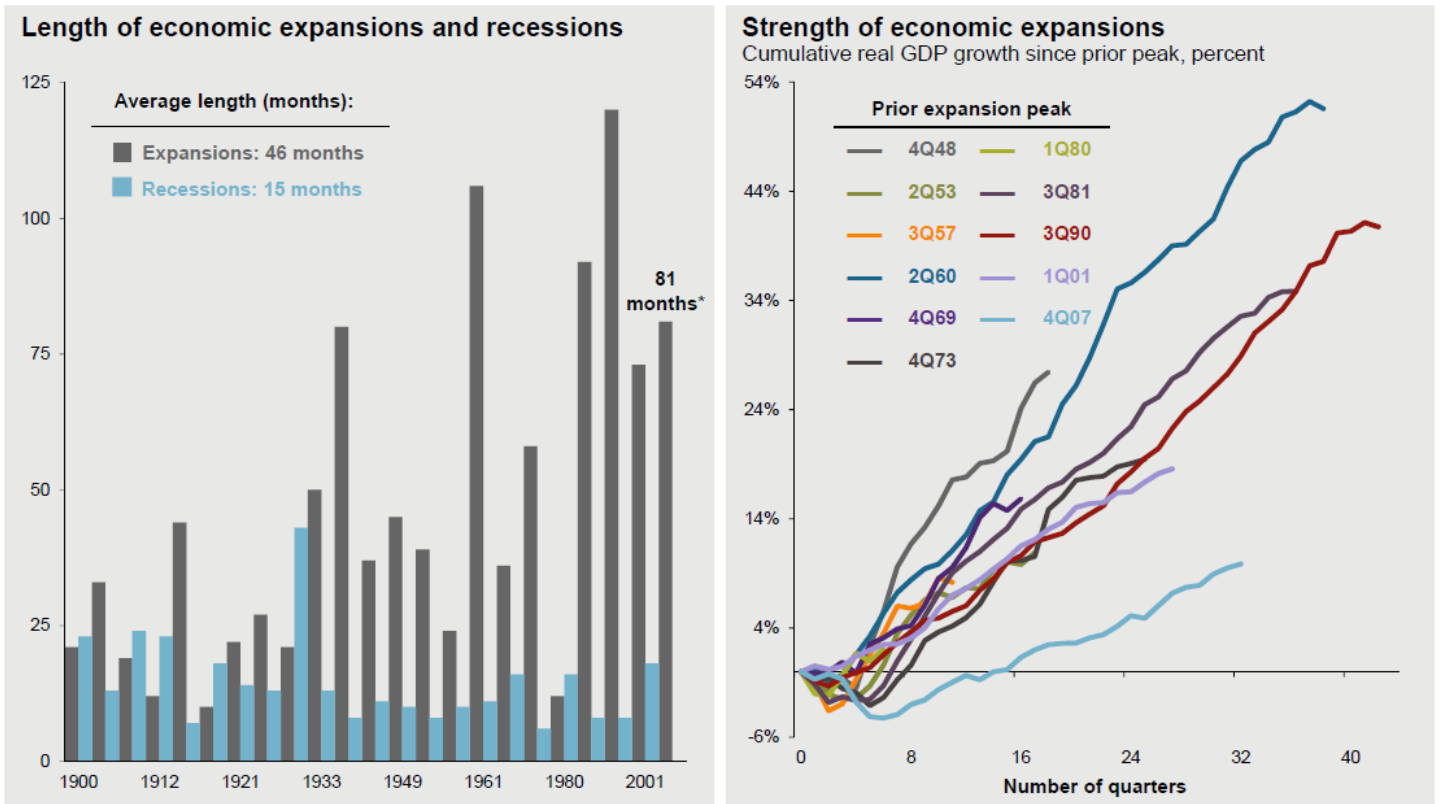 Length of economic expansions and recessions
125
100
75
50
25
0
Average length (months):
Expansions: 46 months
Recessions: 15 months
81
months*
1900 1912 1921 1933 1949 1961 1980 2001
Strength of economic expansions
Cumulative real GDP growth since prior peak, percent
54%
44%
34%
24%
14%
4%
-6%
Prior expansion peak
4Q48 1Q80
2Q53 3Q81
3Q57 3Q90
2Q60 1Q01
4Q69 4Q07
4Q73
0 8 16 24 32 40
Number of quarters